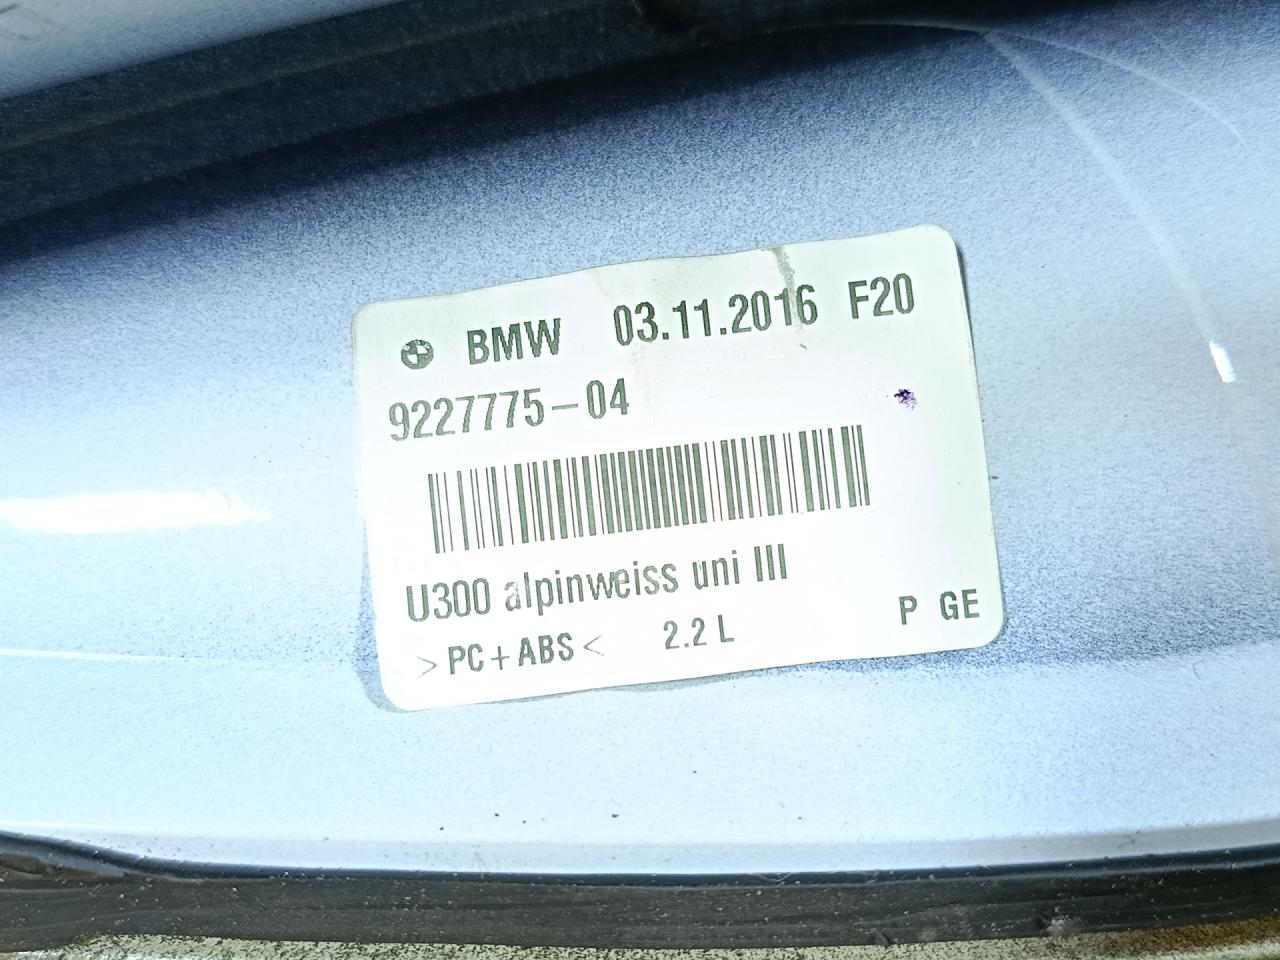 BMW 03.11.2016 F20
9227775-04
U300 alpinweiss uni III
>PC+ABS< 2.2 L P GE